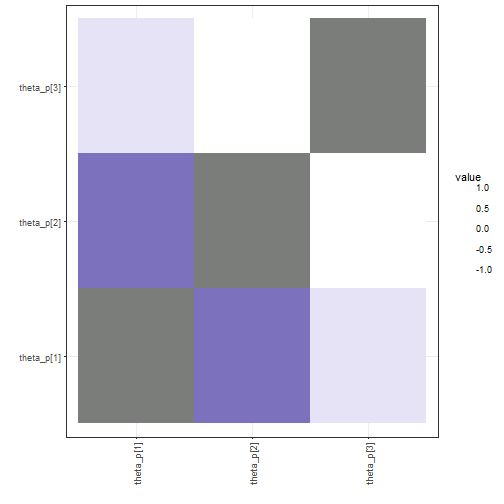 theta_p[3]
theta_p[2]
theta_p[1]
theta_p[1]
theta_p[2]
theta_p[3]
value
1.0
0.5
0.0
-0.5
-1.0